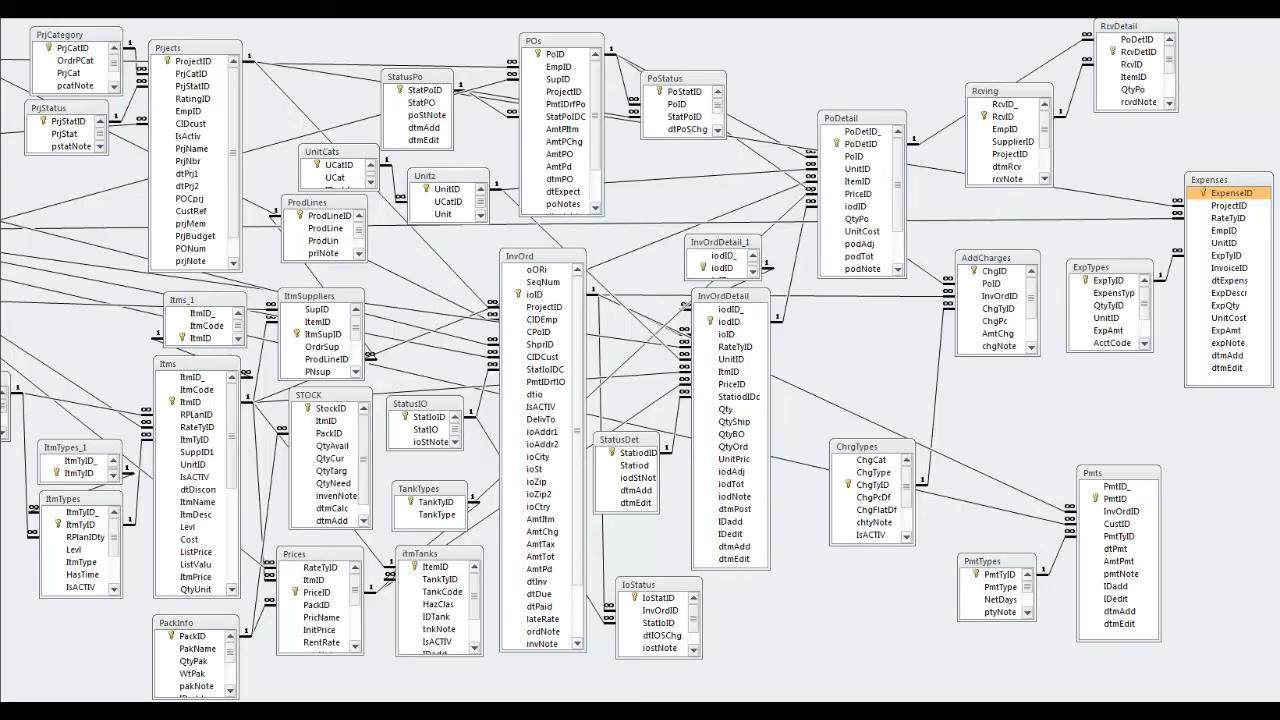 PrjCategory
PrjCatID
OrdrPCat
PrjCat
pcatNote
PrjStatus
PrjStatID
PrjStat
pstatNote
Prjects
ProjectID
PrjCatID
PrjStatID
RatingID
EmpID
CIDcust
IsActiv
PrjName
PrjNbr
dtPrj1
dtPrj2
POCprj
CustRef
prjMem
PrjBudget
PONum
prjNote
StatusPo
StatPoID
StatPO
poStNote
dtmAdd
dtmEdit
UnitCats
UCatID
UCat
Unitz
UnitID
UCatID
Unit
ProdLines
ProdLineID
ProdLine
ProdLin
prlNote
POs
PoID
EmpID
SupID
ProjectID
PmtIDrfPo
StatPoIDC
AmtPItm
AmtPChg
AmtPO
AmtPd
dtmPO
dtExpect
poNotes
PoStatus
PoStatID
PoID
StatPoID
dtPoSChg
PoDetail
PoDetID_
PoDetID
PoID
UnitID
ItemID
PriceID
iodID
QtyPo
UnitCost
podAdj
podTot
podNote
Rcving
RcvID_
RcvID
EmpID
SupplierID
ProjectID
dtmRcv
rcvNote
RcvDetail
PoDetID
RcvDetID
RcvID
ItemID
QtyPo
rcvdNote
Expenses
ExpenseID
ProjectID
RateTyID
EmpID
UnitID
ExpTyID
InvoiceID
dtExpens
ExpDescr
ExpQty
UnitCost
ExpAmt
expNote
dtmAdd
dtmEdit
ExpTypes
ExpTyID
ExpensTyp
QtyTyID
UnitID
ExpAmt
AcctCode
AddCharges
ChgID
PoID
InvOrdID
ChgTyID
ChgPc
AmtChg
chgNote
InvOrdDetail_1
iodID_
iodID
InvOrdDetail
iodID_
iodID
ioID
RateTyID
UnitID
ItmID
PriceID
StatiodIDc
Qty
QtyShip
QtyBO
QtyOrd
UnitPric
iodAdj
iodTot
iodNote
dtmPost
IDadd
IDedit
dtmAdd
dtmEdit
InvOrd
oORi
SeqNum
ioID
ProjectID
CIDEmp
CPoID
ShprID
CIDCust
StatIoIDC
PmtIDrfIO
dtio
IsACTIV
DelivTo
ioAddr1
ioAddr2
ioCity
ioSt
ioZip
ioZip2
ioCtry
AmtItm
AmtChg
AmtTax
AmtTot
AmtPd
dtInv
dtDue
dtPaid
lateRate
ordNote
invNote
Itms_1
ItmID_
ItmCode
ItmID
ItmSuppliers
SupID
ItemID
ItmSupID
OrdrSup
ProdLineID
PNsup
Itms
ItmID_
ItmCode
ItmID
RPLanID
RateTyID
ItmTyID
SuppID1
UnitID
IsACTIV
dtDiscon
ItmName
ItmDesc
Levl
Cost
ListPrice
ListValu
ItmPrice
QtyUnit
STOCK
StockID
ItmID
PackID
QtyAvail
QtyCur
QtyTarg
QtyNeed
invenNote
dtmCalc
dtmAdd
StatusIO
StatIoID
StatIO
ioStNote
TankTypes
TankTyID
TankType
StatusDet
StatiodID
Statiod
iodStNot
dtmAdd
dtmEdit
ItmTypes_1
ItmTyID_
ItmTyID
ItmTypes
ItmTyID_
ItmTyID
RPlanIDty
Levl
ItmType
HasTime
IsACTIV
Prices
RateTyID
ItmID
PriceID
PackID
PricName
InitPrice
RentRate
itmTanks
ItemID
TankTyID
TankCode
HazClas
IDTank
tnkNote
IsACTIV
IDadd
IoStatus
IoStatID
InvOrdID
StatIoID
dtIOSChg
iostNote
PackInfo
PackID
PakName
QtyPak
WtPak
pakNote
ChrgTypes
ChgCat
ChgType
ChgTyID
ChgPcDf
ChgFlatDf
chtyNote
IsACTIV
PmtTypes
PmtTyID
PmtType
NetDays
ptyNote
Pmts
PmtID_
PmtID
InvOrdID
CustID
PmtTyID
dtPmt
AmtPmt
pmtNote
IDadd
IDedit
dtmAdd
dtmEdit